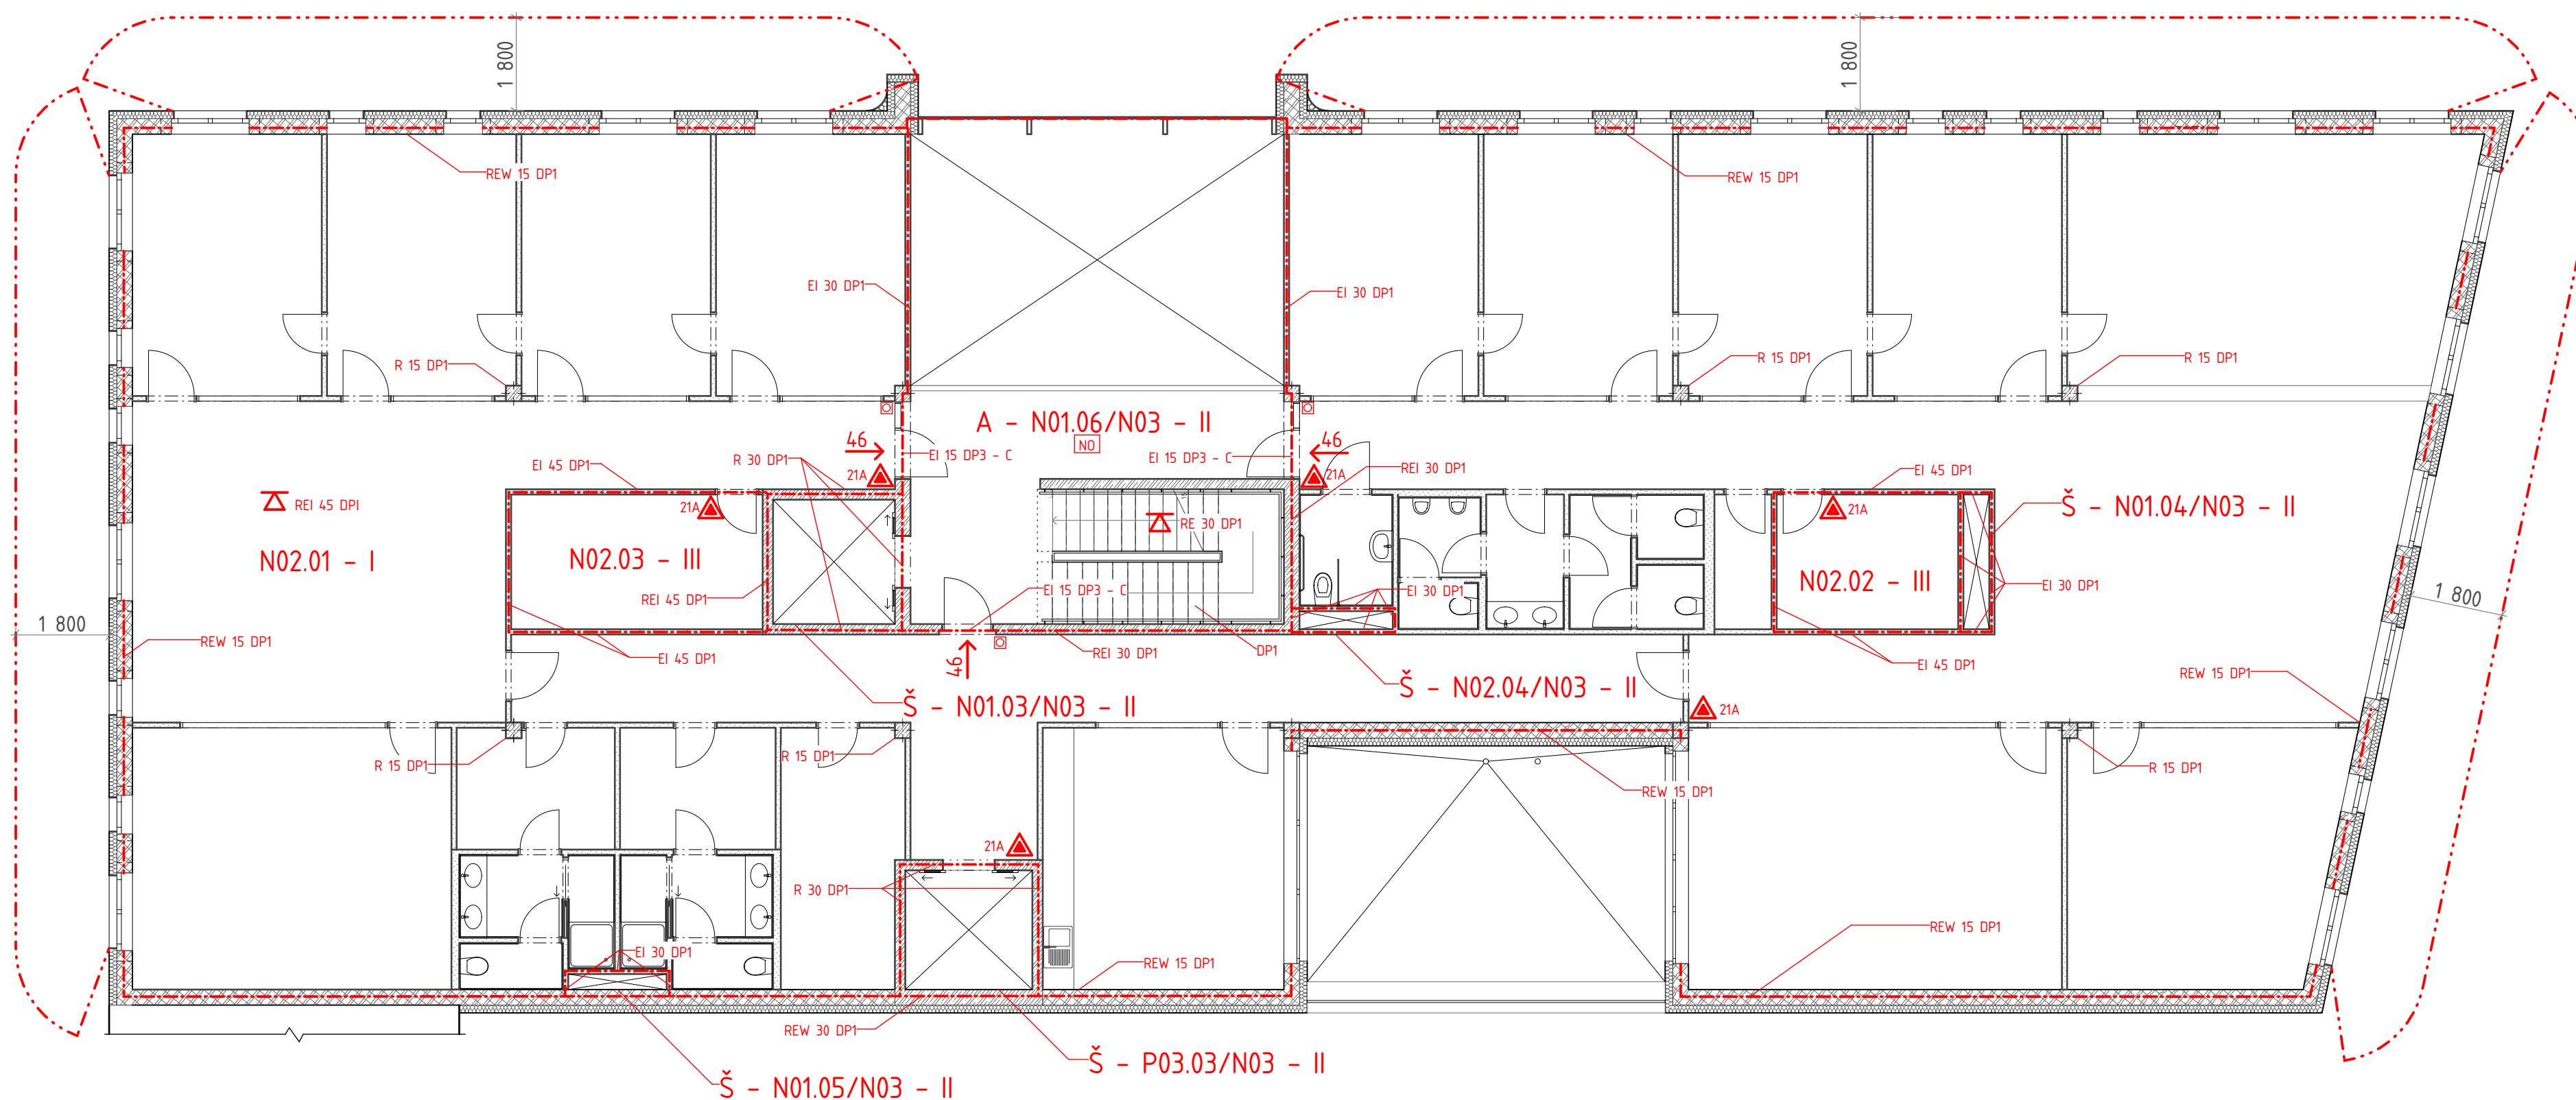 1 800
1 800
REW 15 DP1
REW 15 DP1
EI 30 DP1
EI 30 DP1
R 15 DP1
R 15 DP1
R 15 DP1
A - N01.06/N03 - II
NO
46
46
EI 15 DP3 - C
EI 15 DP3 - C
EI 45 DP1
R 30 DP1
21A
21A
REI 30 DP1
EI 45 DP1
REI 45 DPI
21A
RE 30 DP1
21A
Š - N01.04/N03 - II
N02.01 - I
N02.03 - III
N02.02 - III
REI 45 DP1
EI 15 DP3 - C
EI 30 DP1
EI 30 DP1
1 800
1 800
REW 15 DP1
EI 45 DP1
46
REI 30 DP1
DP1
EI 45 DP1
REW 15 DP1
Š - N01.03/N03 - II
Š - N02.04/N03 - II
21A
R 15 DP1
R 15 DP1
R 15 DP1
REW 15 DP1
21A
R 30 DP1
REW 15 DP1
EI 30 DP1
REW 15 DP1
REW 30 DP1
Š - P03.03/N03 - II
Š - N01.05/N03 - II